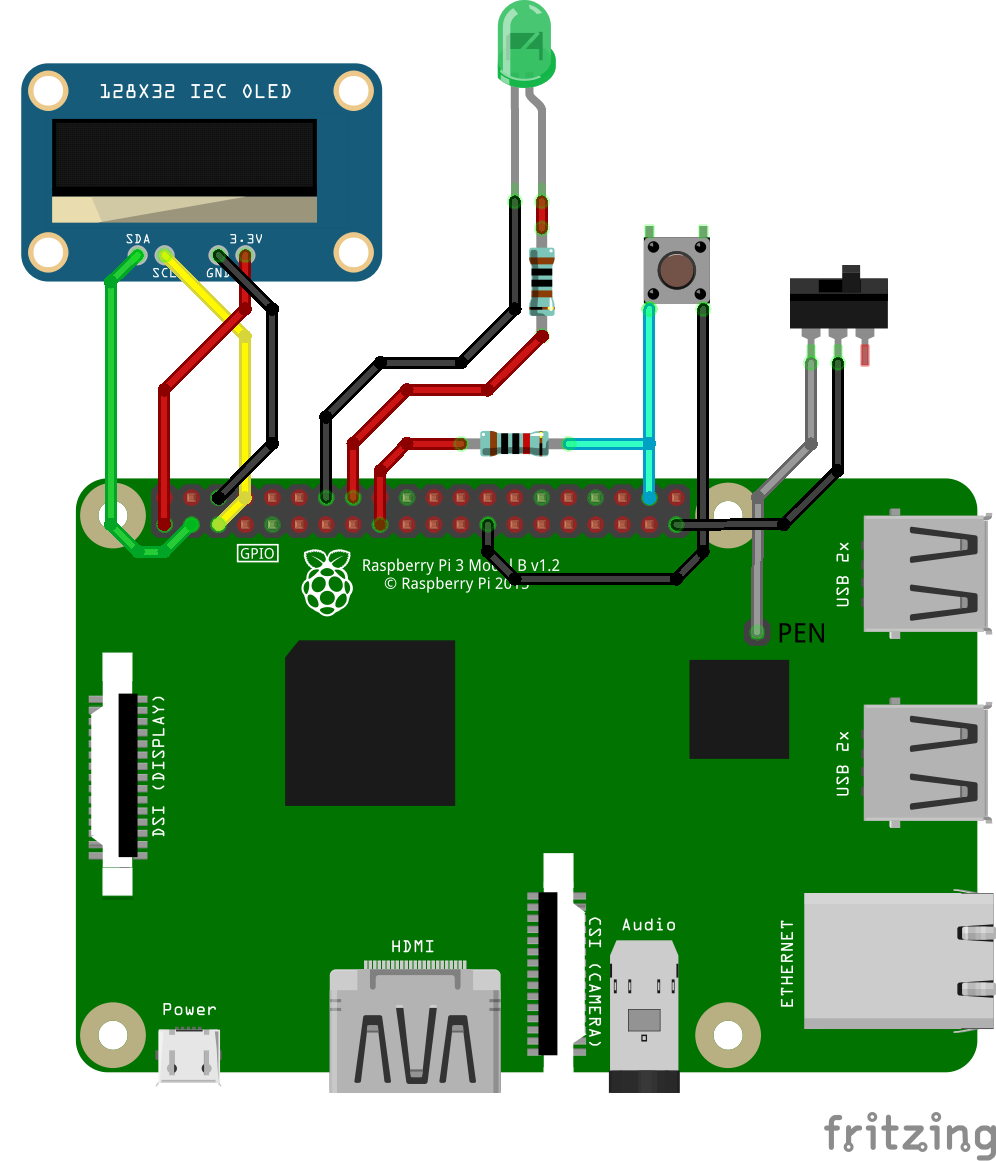 128X32 I2C OLED
SDA
3.3V
SCL
GND
GPIO
Raspberry Pi 3 Model B v1.2
© Raspberry Pi 2015
PEN
USB 2x
DSI (DISPLAY)
USB 2x
HDMI
CSI (CAMERA)
Audio
ETHERNET
Power
fritzing